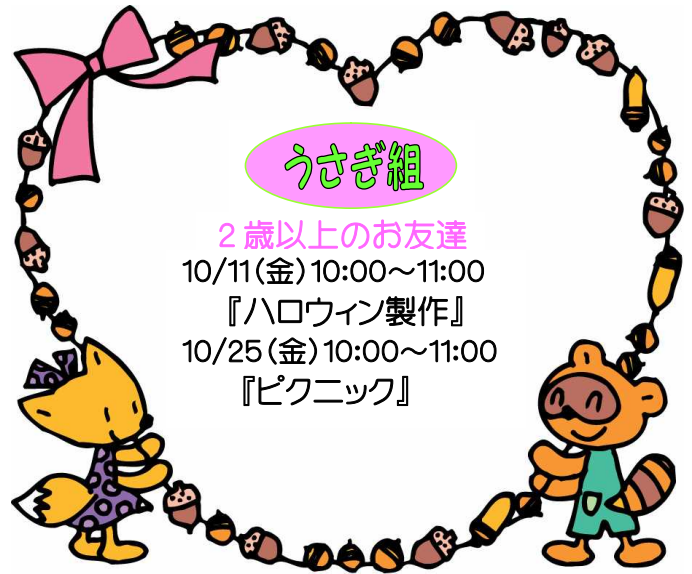 うさぎ組
2歳以上のお友達
10/11(金)10:00~11:00
『ハロウィン製作』
10/25(金)10:00~11:00
『ピクニック』